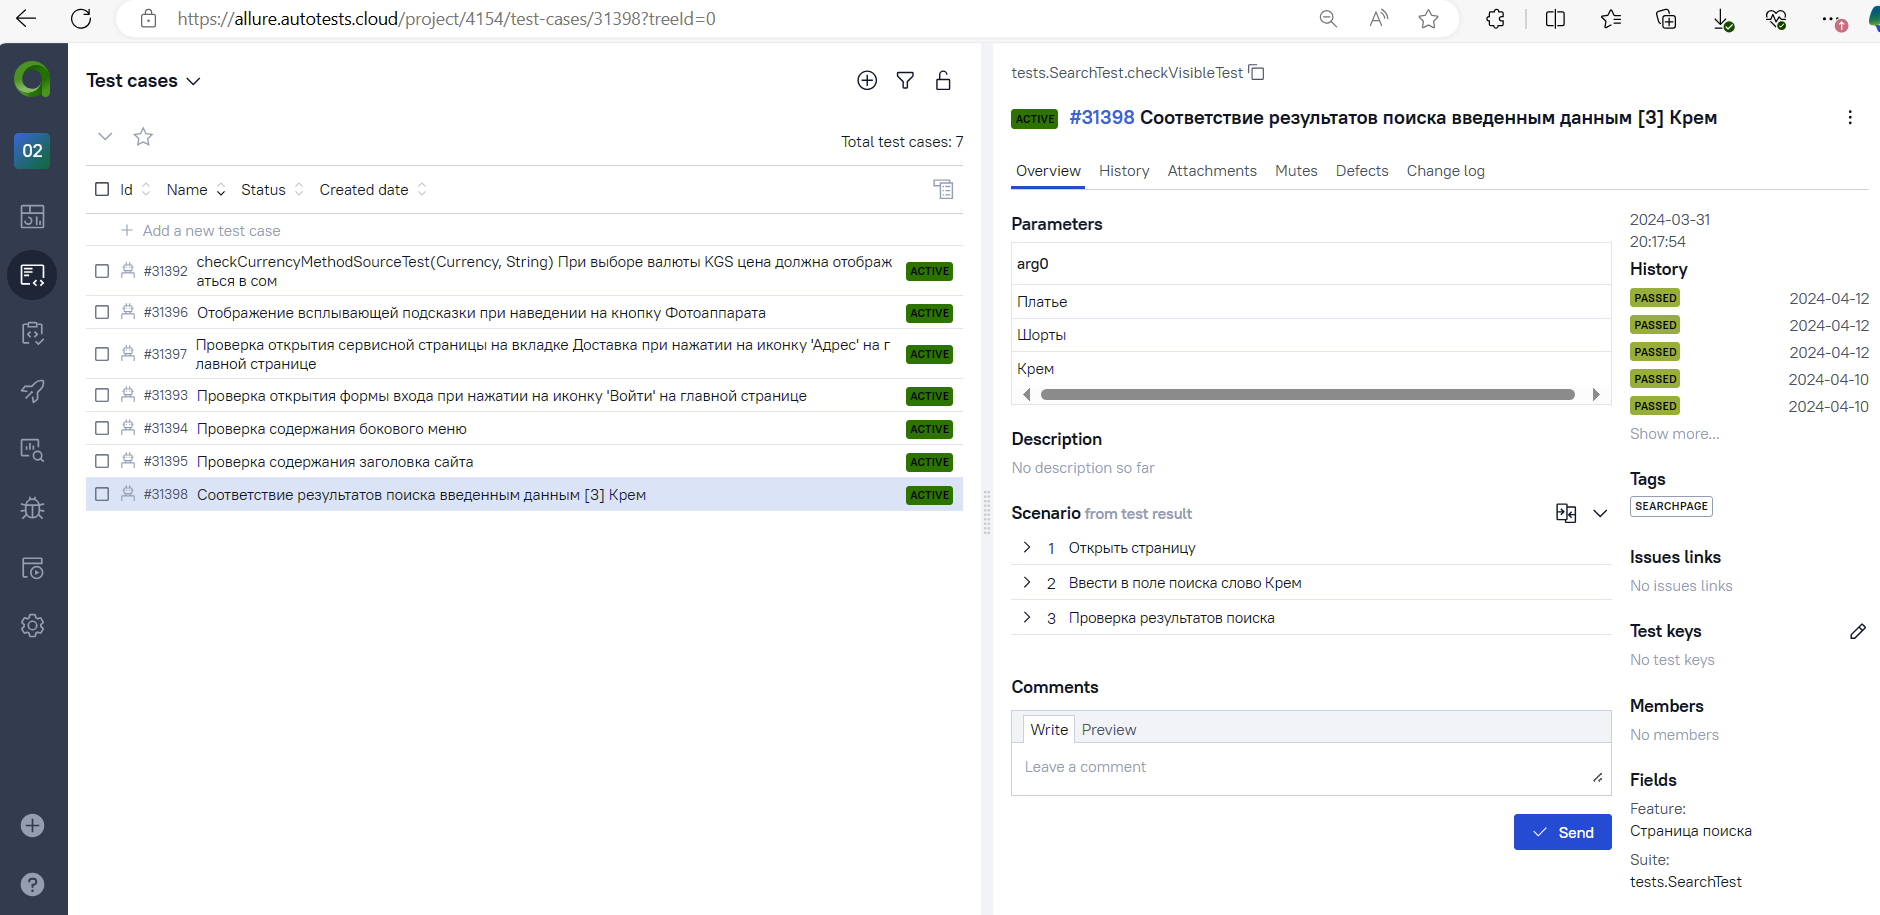 https://allure.autotests.cloud/project/4154/test-cases/31398?treeId=0
02
Test cases
Total test cases: 7
Id Name Status Created date
Add a new test case
#31392 checkCurrencyMethodSourceTest(Currency, String) При выборе валюты KGS цена должна отображ
аться в сом ACTIVE
#31396 Отображение всплывающей подсказки при наведении на кнопку Фотоаппарата ACTIVE
#31397 Проверка открытия сервисной страницы на вкладке Доставка при нажатии на иконку 'Адрес' на г
лавной странице ACTIVE
#31393 Проверка открытия формы входа при нажатии на иконку 'Войти' на главной странице ACTIVE
#31394 Проверка содержания бокового меню ACTIVE
#31395 Проверка содержания заголовка сайта ACTIVE
#31398 Соответствие результатов поиска введенным данным [3] Крем ACTIVE
tests.SearchTest.checkVisibleTest
ACTIVE #31398 Соответствие результатов поиска введенным данным [3] Крем
Overview History Attachments Mutes Defects Change log
Parameters
arg0
Платье
Шорты
Крем
Description
No description so far
Scenario from test result
1 Открыть страницу
2 Ввести в поле поиска слово Крем
3 Проверка результатов поиска
Comments
Write Preview
Leave a comment
Send
2024-03-31
20:17:54
History
PASSED 2024-04-12
PASSED 2024-04-12
PASSED 2024-04-12
PASSED 2024-04-10
PASSED 2024-04-10
Show more...
Tags
SEARCHPAGE
Issues links
No issues links
Test keys
No test keys
Members
No members
Fields
Feature:
Страница поиска
Suite:
tests.SearchTest